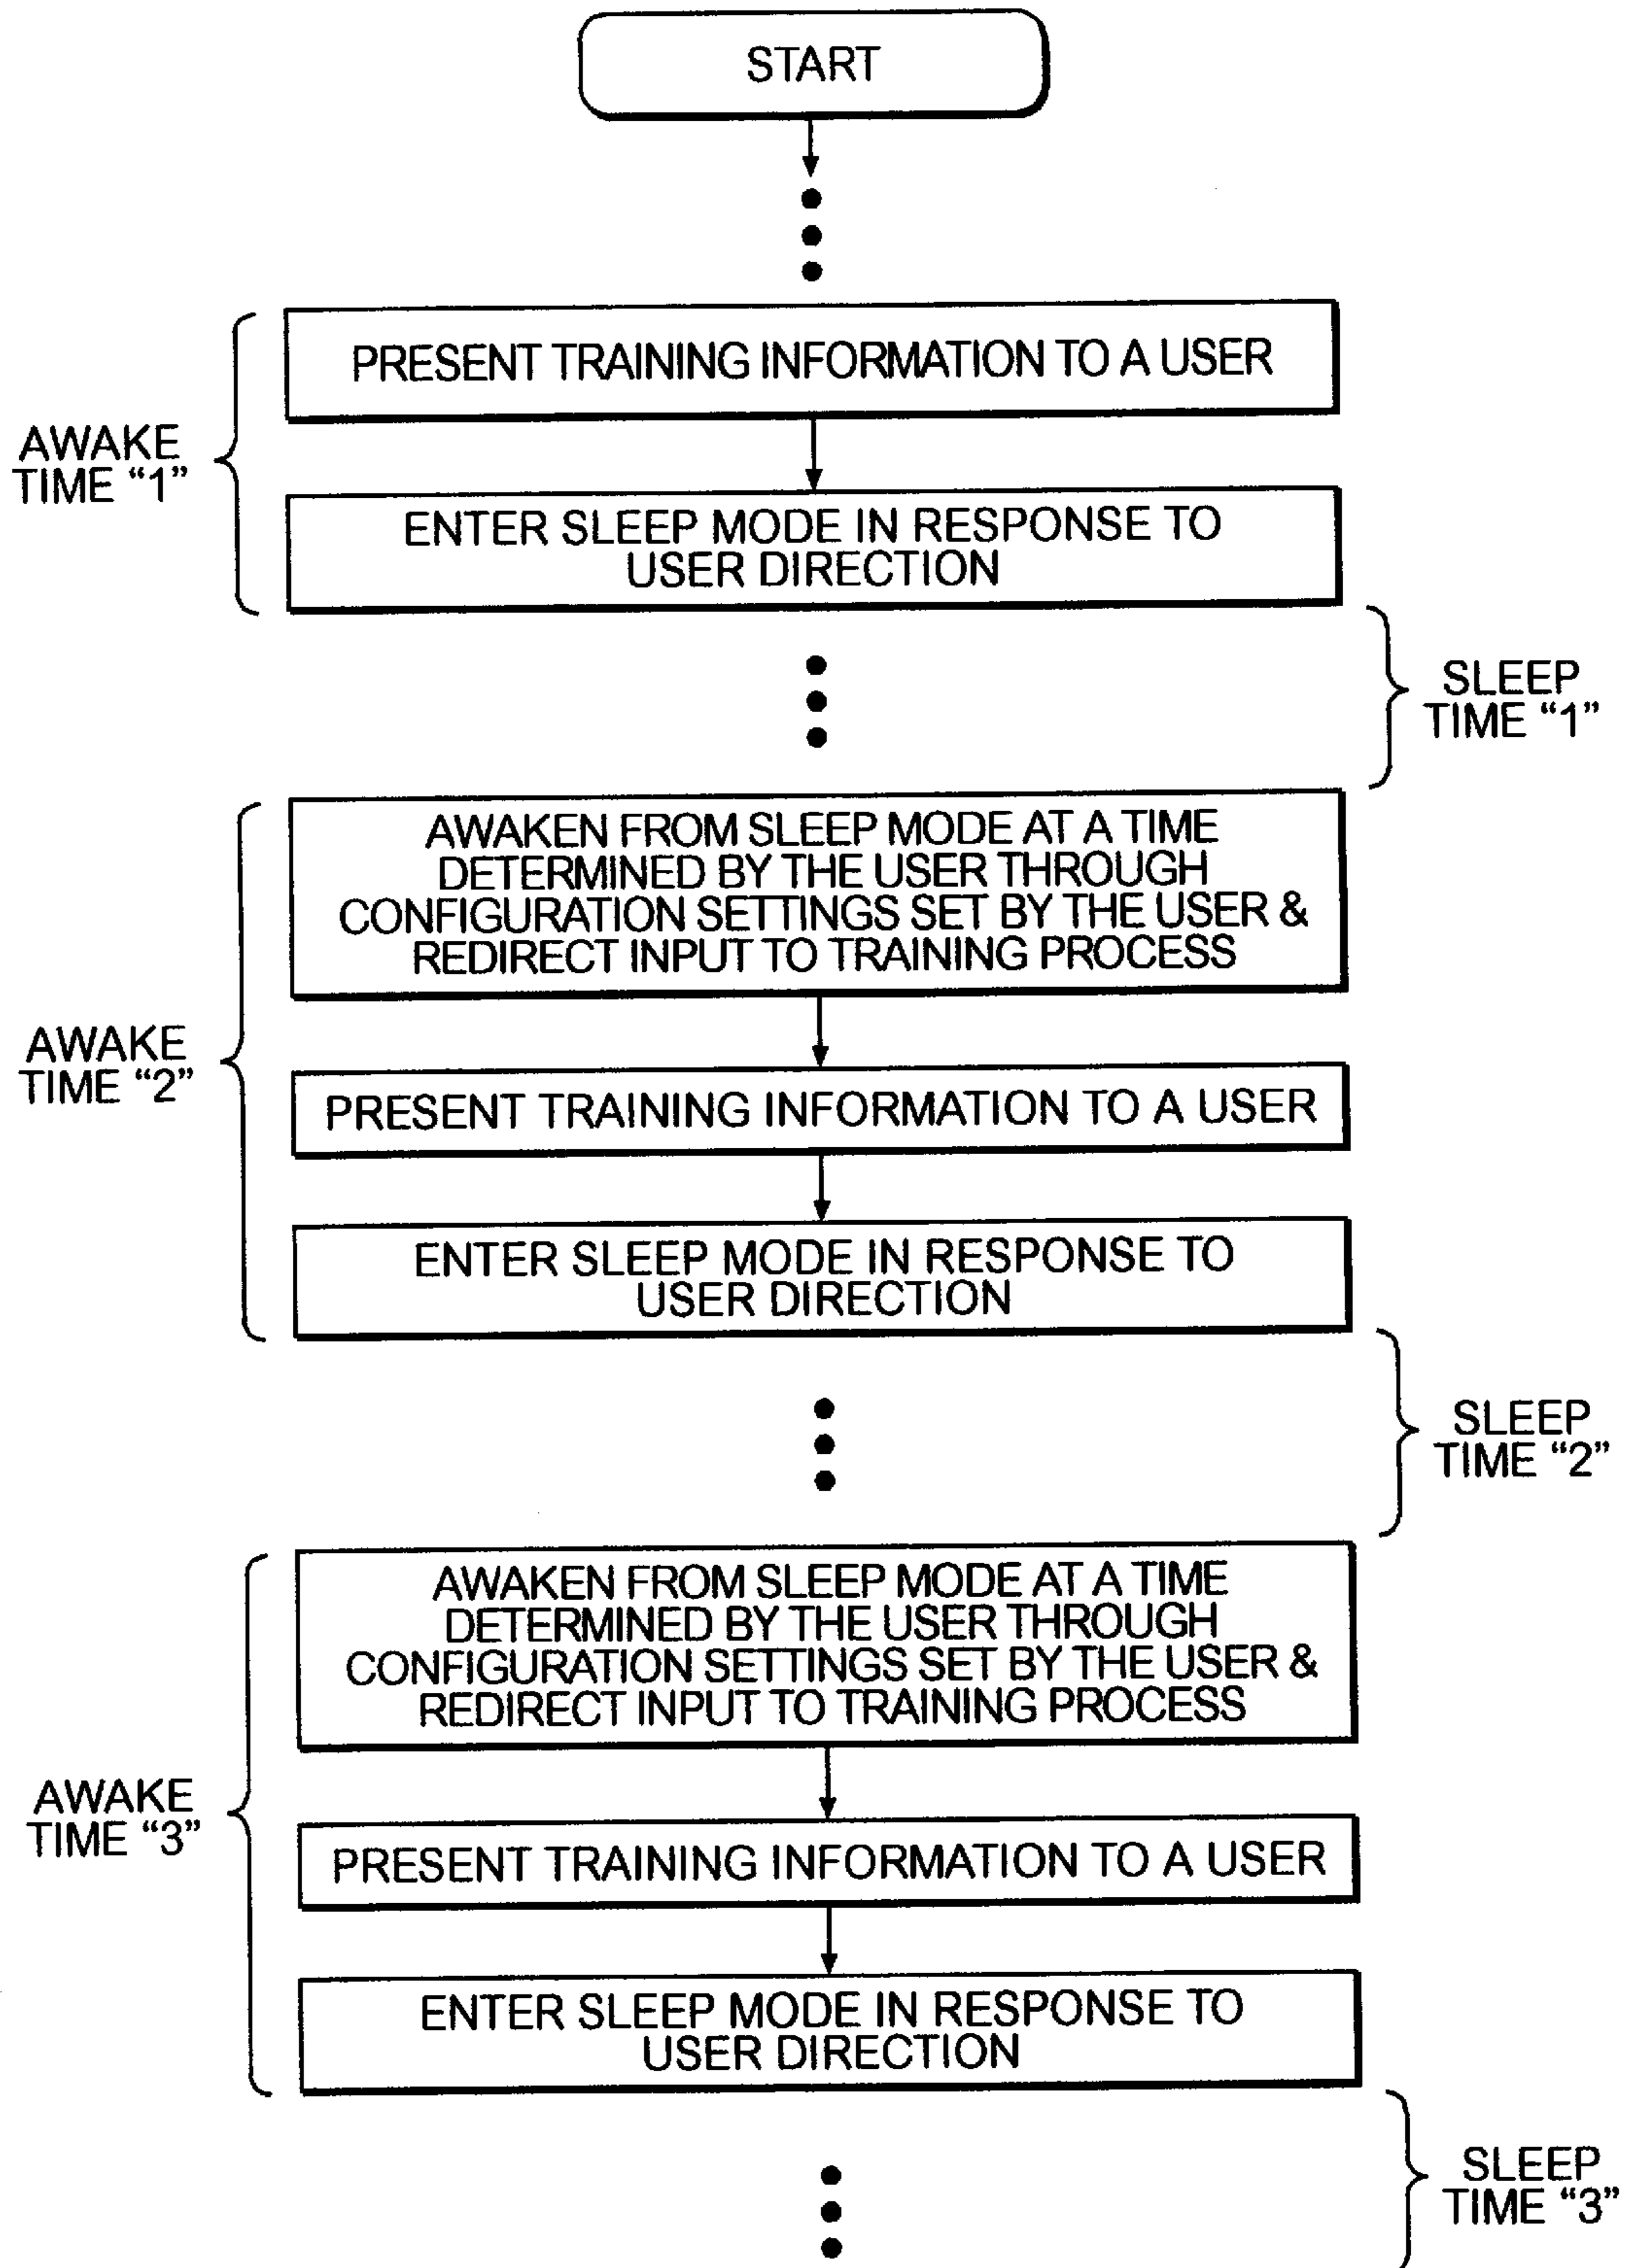 START
PRESENT TRAINING INFORMATION TO A USER
AWAKE
TIME “1”
ENTER SLEEP MODE IN RESPONSE TO
USER DIRECTION
SLEEP
TIME “1”
AWAKEN FROM SLEEP MODE AT A TIME
DETERMINED BY THE USER THROUGH
CONFIGURATION SETTINGS SET BY THE USER &
REDIRECT INPUT TO TRAINING PROCESS
AWAKE
TIME “2”
PRESENT TRAINING INFORMATION TO A USER
ENTER SLEEP MODE IN RESPONSE TO
USER DIRECTION
SLEEP
TIME “2”
AWAKEN FROM SLEEP MODE AT A TIME
DETERMINED BY THE USER THROUGH
CONFIGURATION SETTINGS SET BY THE USER &
REDIRECT INPUT TO TRAINING PROCESS
AWAKE
TIME “3”
PRESENT TRAINING INFORMATION TO A USER
ENTER SLEEP MODE IN RESPONSE TO
USER DIRECTION
SLEEP
TIME “3”